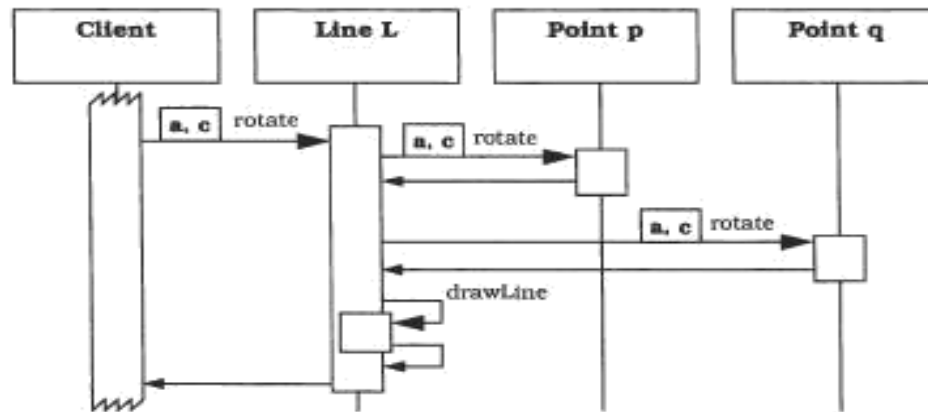 Client
Line L
Point p
Point q
a, c rotate
a, c rotate
a, c rotate
drawLine